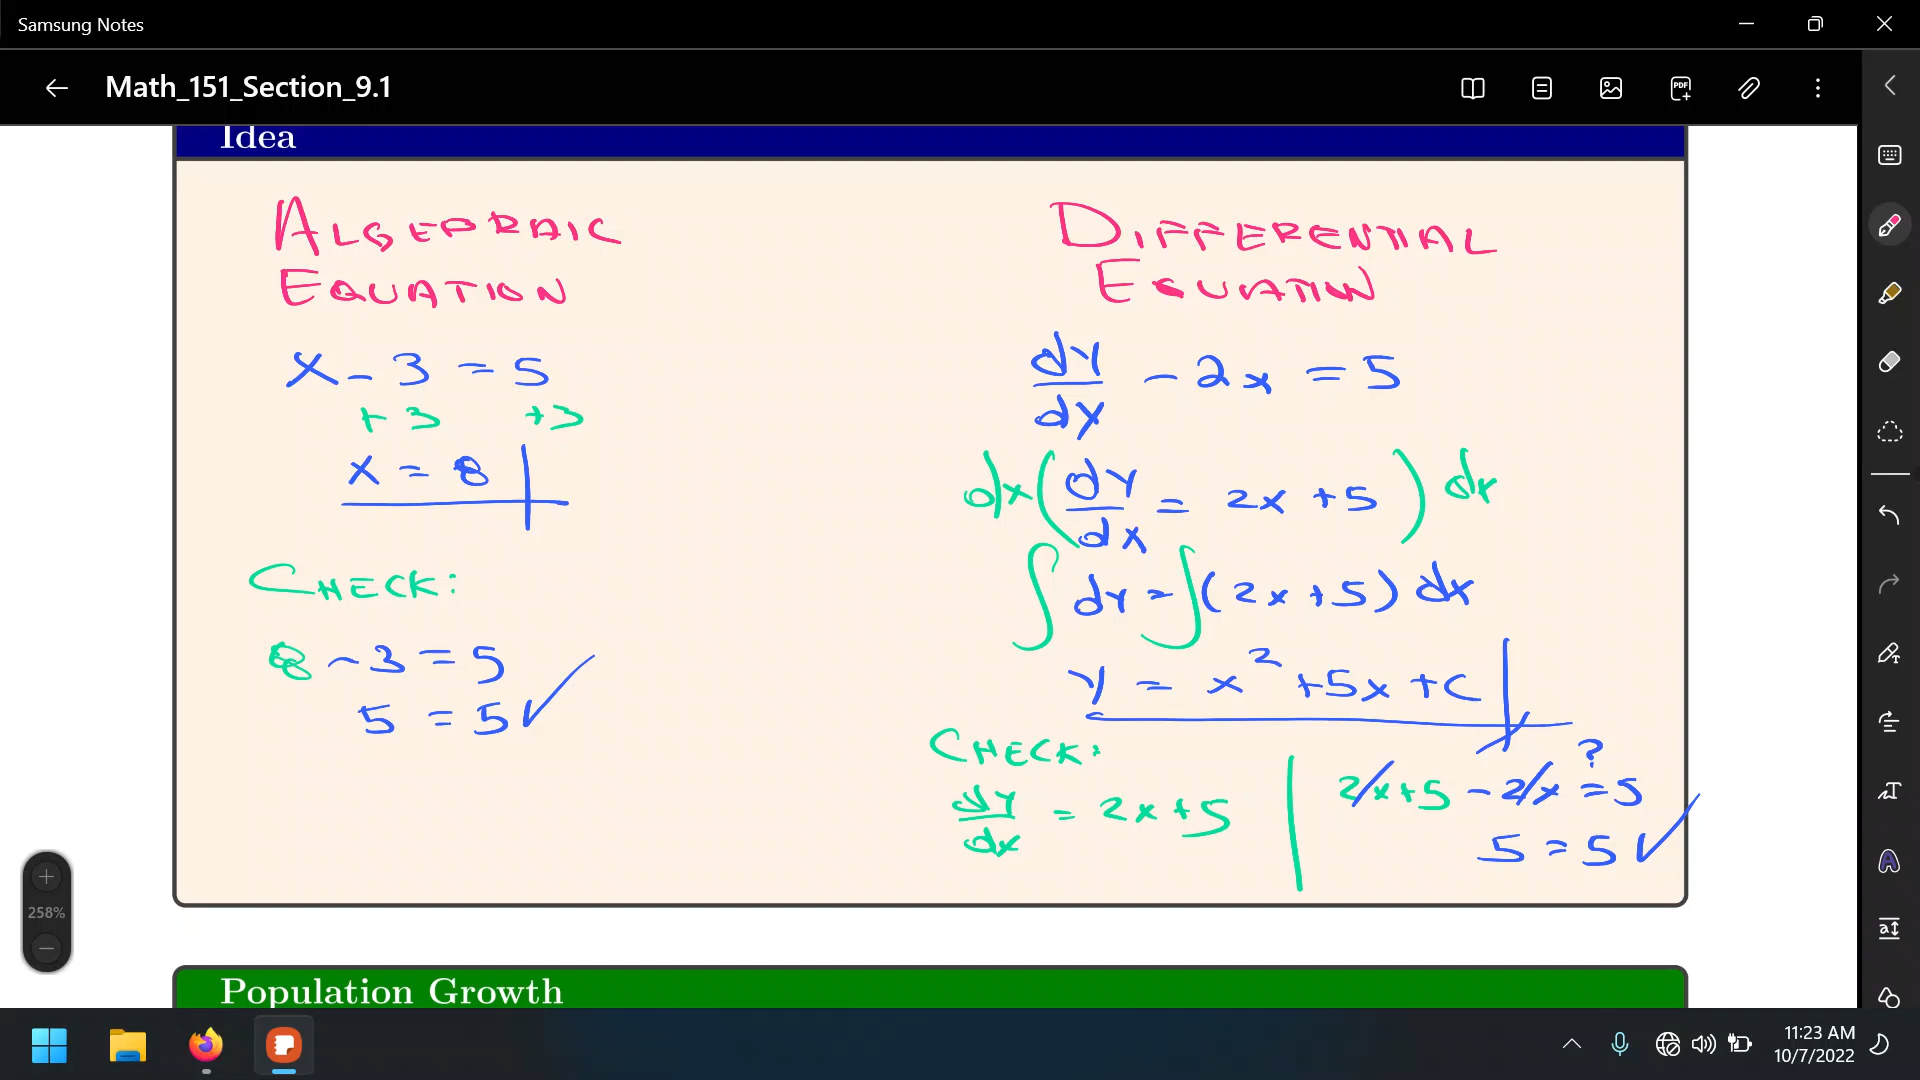 Samsung Notes
Math_151_Section_9.1
PDF
Idea
ALGEBRAIC
EQUATION
x - 3 = 5
+3 +3
x = 8
CHECK:
8 - 3 = 5
5 = 5 ✓
DIFFERENTIAL
EQUATION
dy/dx - 2x = 5
dx( dy/dx = 2x + 5 ) dx
∫ dy = ∫ (2x + 5) dx
y = x² + 5x + C
CHECK:
dy/dx = 2x + 5
2x + 5 - 2x =? 5
5 = 5 ✓
258%
Population Growth
11:23 AM
10/7/2022